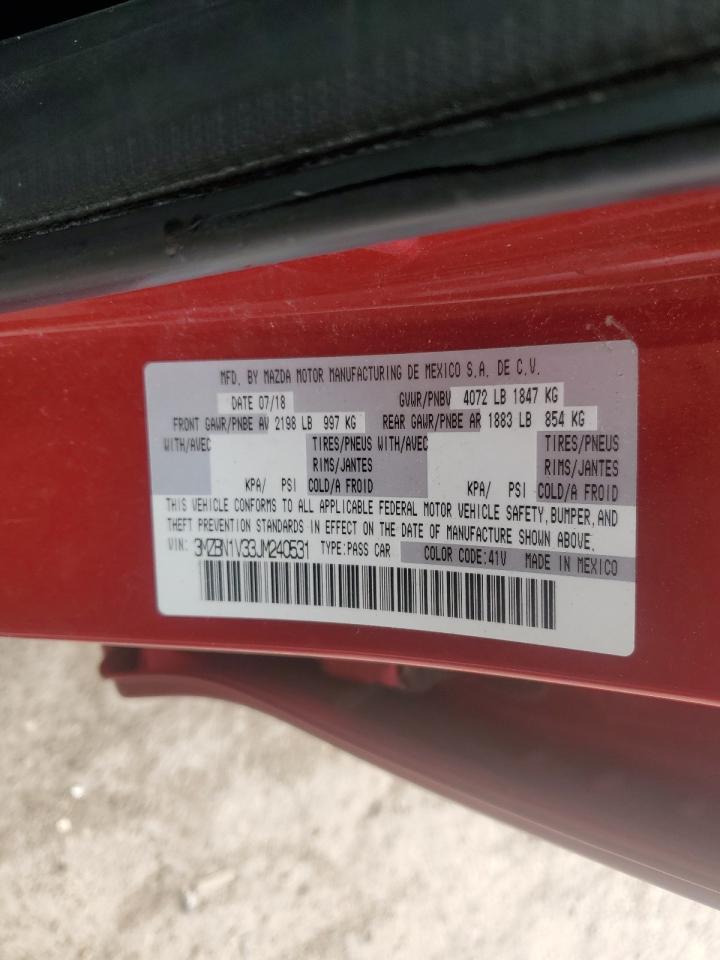 MFD. BY MAZDA MOTOR MANUFACTURING DE MEXICO S.A. DE C.V.
DATE 07/18 GVWR/PNBV 4072 LB 1847 KG
FRONT GAWR/PNBE AV 2198 LB 997 KG REAR GAWR/PNBE AR 1883 LB 854 KG
WITH/AVEC TIRES/PNEUS WITH/AVEC TIRES/PNEUS
RIMS/JANTES RIMS/JANTES
KPA/ PSI COLD/A FROID KPA/ PSI COLD/A FROID
THIS VEHICLE CONFORMS TO ALL APPLICABLE FEDERAL MOTOR VEHICLE SAFETY, BUMPER, AND
THEFT PREVENTION STANDARDS IN EFFECT ON THE DATE OF MANUFACTURE SHOWN ABOVE.
VIN: 3MZBN1V33JM240531 TYPE:PASS CAR COLOR CODE:41V MADE IN MEXICO